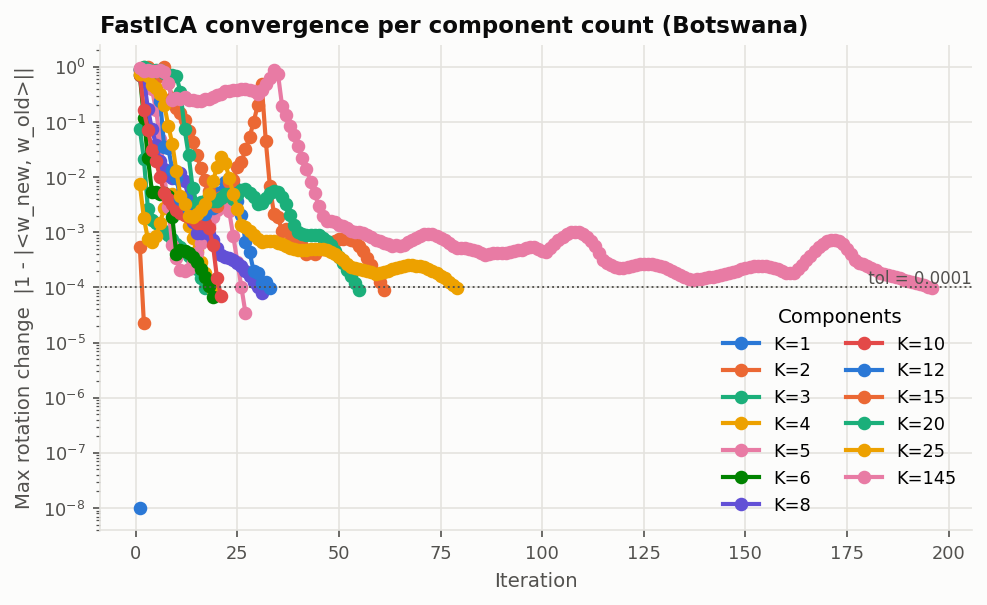 FastICA convergence per component count (Botswana)
Max rotation change |1 - |<w_new, w_old>||
10⁰
10⁻¹
10⁻²
10⁻³
10⁻⁴
10⁻⁵
10⁻⁶
10⁻⁷
10⁻⁸
tol = 0.0001
Components
K=1
K=2
K=3
K=4
K=5
K=6
K=8
K=10
K=12
K=15
K=20
K=25
K=145
0 25 50 75 100 125 150 175 200
Iteration